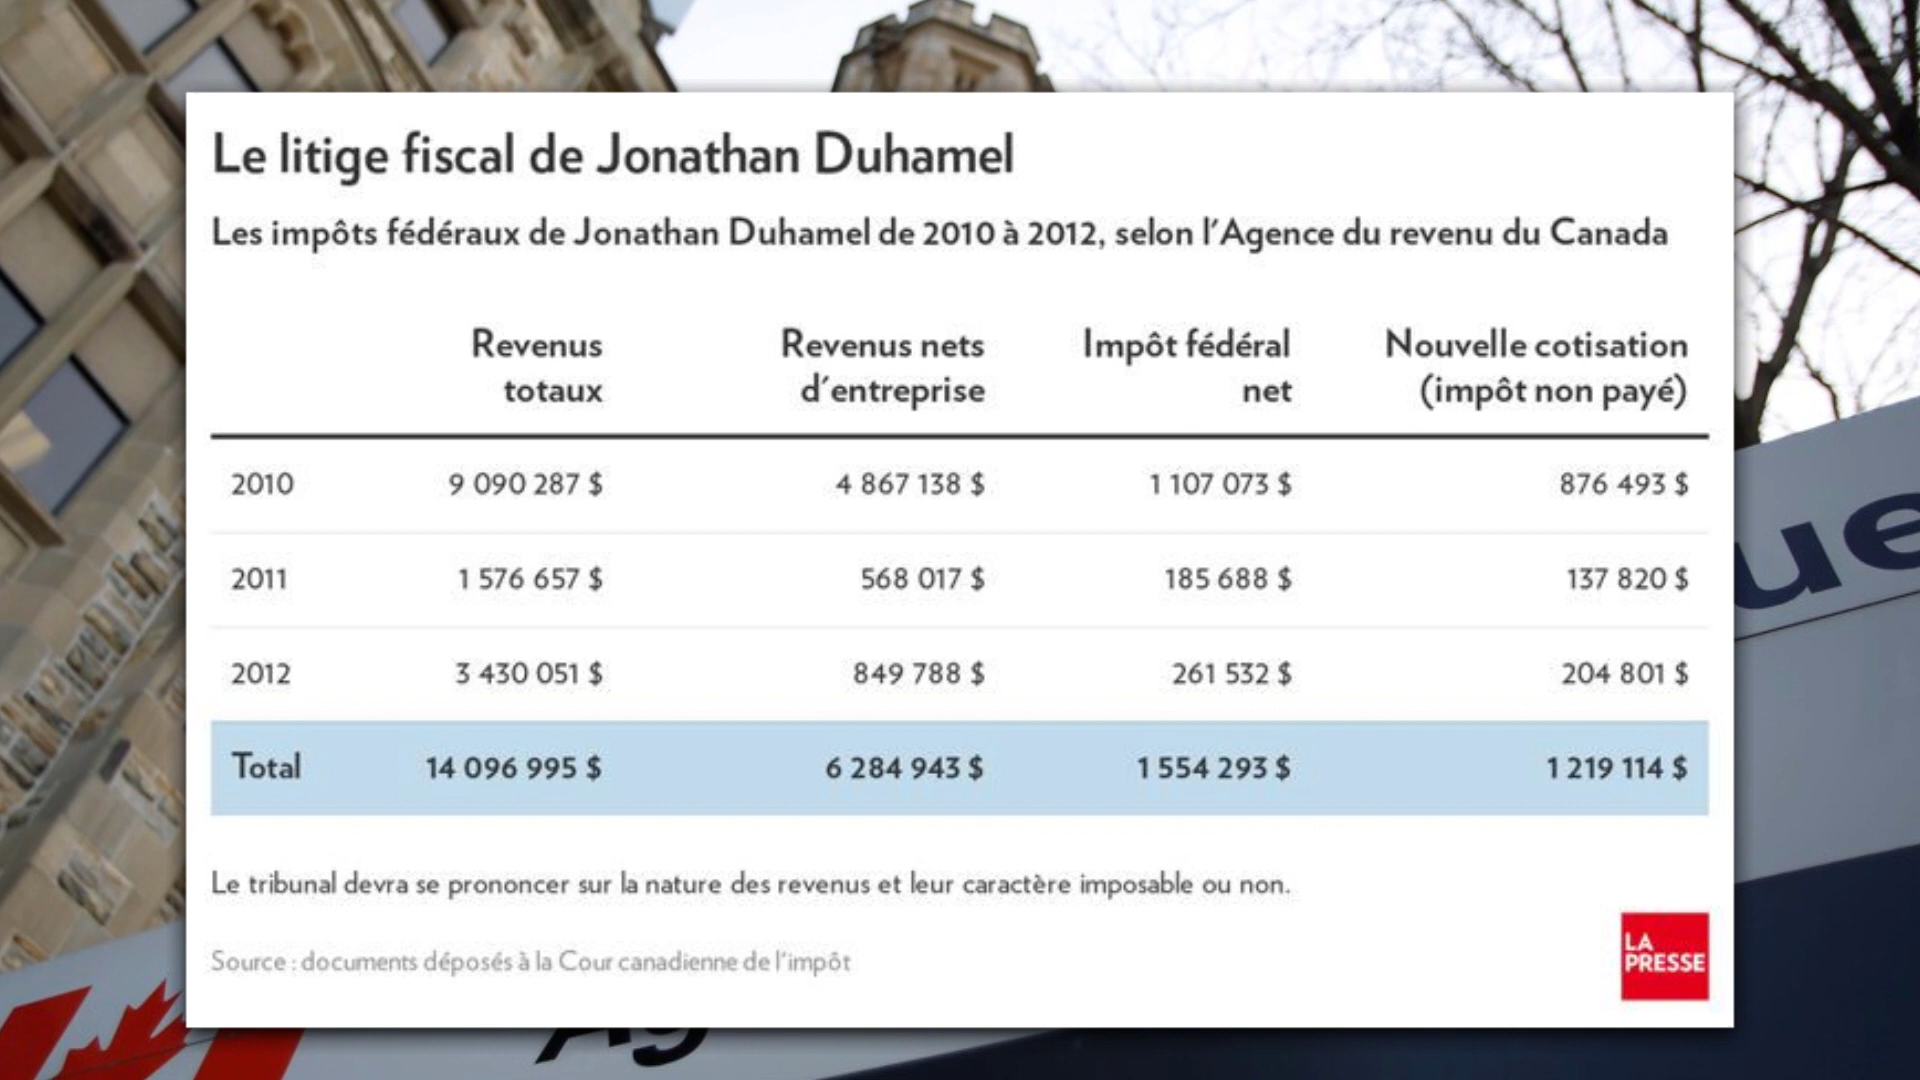 Le litige fiscal de Jonathan Duhamel
Les impôts fédéraux de Jonathan Duhamel de 2010 à 2012, selon l'Agence du revenu du Canada
Revenus totaux Revenus nets d'entreprise Impôt fédéral net Nouvelle cotisation (impôt non payé)
2010 9 090 287 $ 4 867 138 $ 1 107 073 $ 876 493 $
2011 1 576 657 $ 568 017 $ 185 688 $ 137 820 $
2012 3 430 051 $ 849 788 $ 261 532 $ 204 801 $
Total 14 096 995 $ 6 284 943 $ 1 554 293 $ 1 219 114 $
Le tribunal devra se prononcer sur la nature des revenus et leur caractère imposable ou non.
Source : documents déposés à la Cour canadienne de l'impôt
LA
PRESSE
ue
Ag